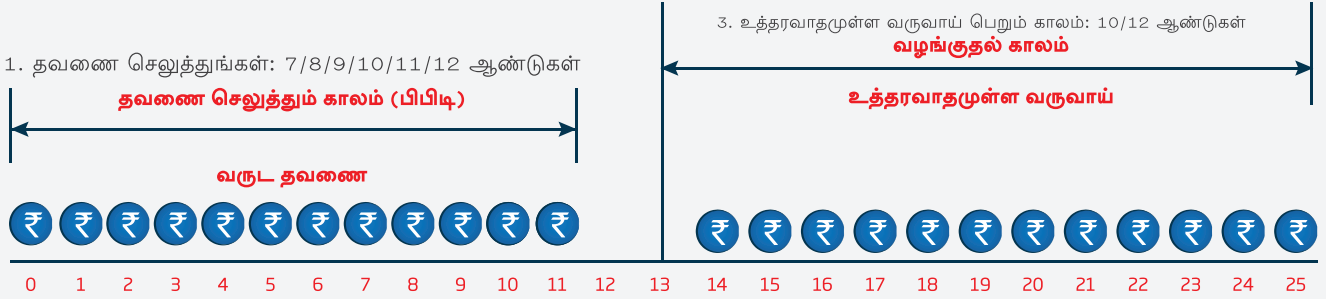 1. தவணை செலுத்துங்கள்: 7/8/9/10/11/12 ஆண்டுகள்
தவணை செலுத்தும் காலம் (பிபிடி)
வருட தவணை
3. உத்தரவாதமுள்ள வருவாய் பெறும் காலம்: 10/12 ஆண்டுகள்
வழங்குதல் காலம்
உத்தரவாதமுள்ள வருவாய்
₹ ₹ ₹ ₹ ₹ ₹ ₹ ₹ ₹ ₹ ₹ ₹ ₹ ₹ ₹ ₹ ₹ ₹ ₹ ₹ ₹ ₹ ₹ ₹
0 1 2 3 4 5 6 7 8 9 10 11 12 13 14 15 16 17 18 19 20 21 22 23 24 25